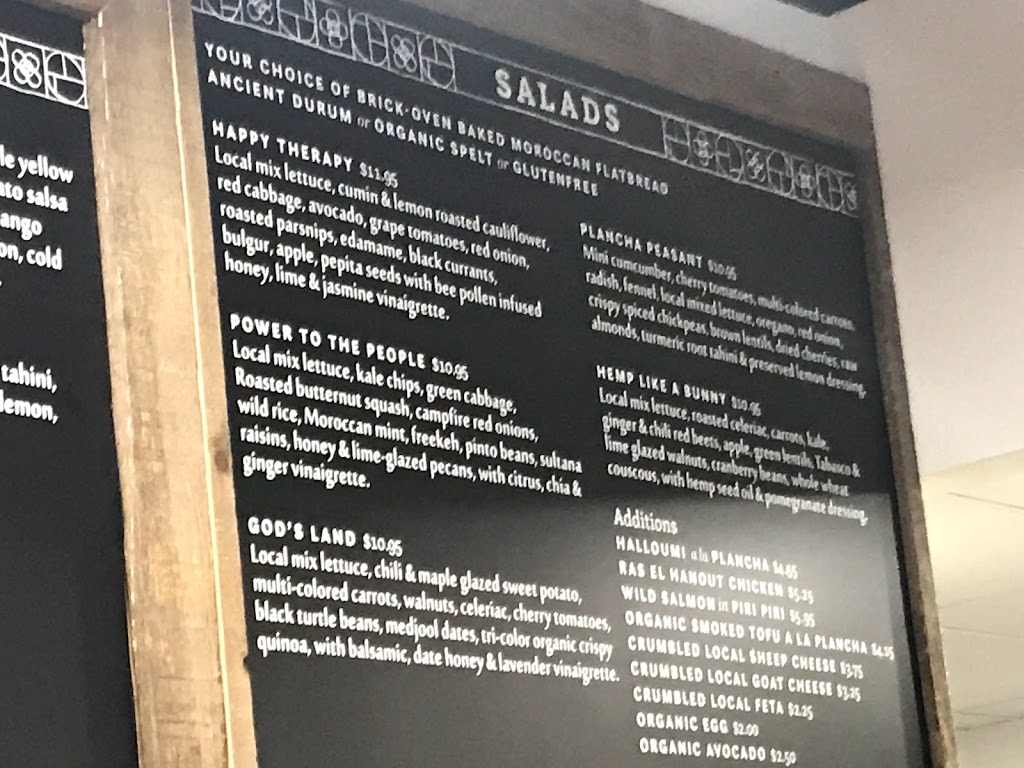 le yellow
ato salsa
ango
on, cold
tahini,
lemon,
SALADS
YOUR CHOICE OF BRICK-OVEN BAKED MOROCCAN FLATBREAD
ANCIENT DURUM or ORGANIC SPELT or GLUTENFREE
HAPPY THERAPY $11.95
Local mix lettuce, cumin & lemon roasted cauliflower,
red cabbage, avocado, grape tomatoes, red onion,
roasted parsnips, edamame, black currants,
bulgur, apple, pepita seeds with bee pollen infused
honey, lime & jasmine vinaigrette.
POWER TO THE PEOPLE $10.95
Local mix lettuce, kale chips, green cabbage,
Roasted butternut squash, campfire red onions,
wild rice, Moroccan mint, freekeh, pinto beans, sultana
raisins, honey & lime-glazed pecans, with citrus, chia &
ginger vinaigrette.
GOD'S LAND $10.95
Local mix lettuce, chili & maple glazed sweet potato,
multi-colored carrots, walnuts, celeriac, cherry tomatoes,
black turtle beans, medjool dates, tri-color organic crispy
quinoa, with balsamic, date honey & lavender vinaigrette.
PLANCHA PEASANT $10.95
Mini cumcumber, cherry tomatoes, multi-colored carrots,
radish, fennel, local mixed lettuce, oregano, red onion,
crispy spiced chickpeas, brown lentils, dried cherries, raw
almonds, turmeric root tahini & preserved lemon dressing,
HEMP LIKE A BUNNY $10.95
Local mix lettuce, roasted celeriac, carrots, kale,
ginger & chili red beets, apple, green lentils, Tabasco &
lime glazed walnuts, cranberry beans, whole wheat
couscous, with hemp seed oil & pomegranate dressing,
Additions
HALLOUMI a la PLANCHA $4.65
RAS EL HANOUT CHICKEN $5.25
WILD SALMON in PIRI PIRI $5.95
ORGANIC SMOKED TOFU A LA PLANCHA
CRUMBLED LOCAL SHEEP CHEESE $3.75
CRUMBLED LOCAL GOAT CHEESE $3.25
CRUMBLED LOCAL FETA $2.25
ORGANIC EGG $2.00
ORGANIC AVOCADO $2.50